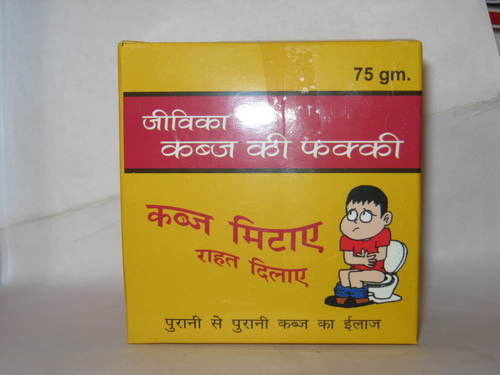 75 gm.
जीविका
कब्ज की फक्की
कब्ज मिटाए
राहत दिलाए
पुरानी से पुरानी कब्ज का ईलाज